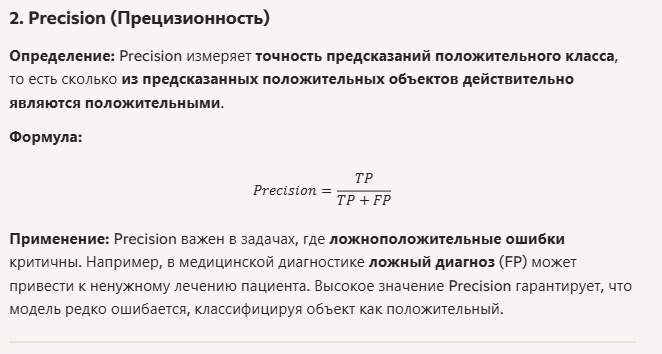 2. Precision (Прецизионность)
Определение: Precision измеряет точность предсказаний положительного класса,
то есть сколько из предсказанных положительных объектов действительно
являются положительными.
Формула:
Precision = TP / (TP + FP)
Применение: Precision важен в задачах, где ложноположительные ошибки
критичны. Например, в медицинской диагностике ложный диагноз (FP) может
привести к ненужному лечению пациента. Высокое значение Precision гарантирует, что
модель редко ошибается, классифицируя объект как положительный.